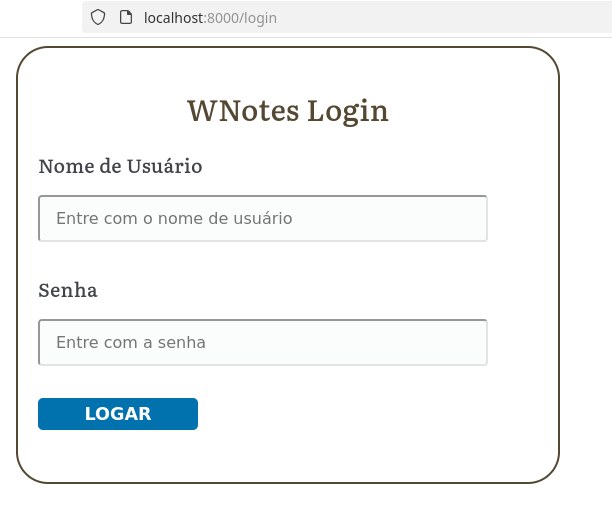 localhost:8000/login
WNotes Login
Nome de Usuário
Entre com o nome de usuário
Senha
Entre com a senha
LOGAR